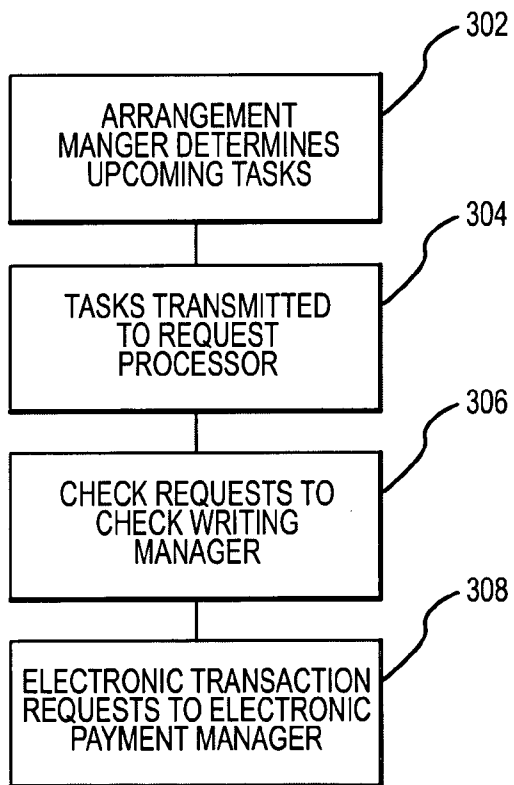 302
ARRANGEMENT
MANGER DETERMINES
UPCOMING TASKS
304
TASKS TRANSMITTED
TO REQUEST
PROCESSOR
306
CHECK REQUESTS TO
CHECK WRITING
MANAGER
308
ELECTRONIC TRANSACTION
REQUESTS TO ELECTRONIC
PAYMENT MANAGER